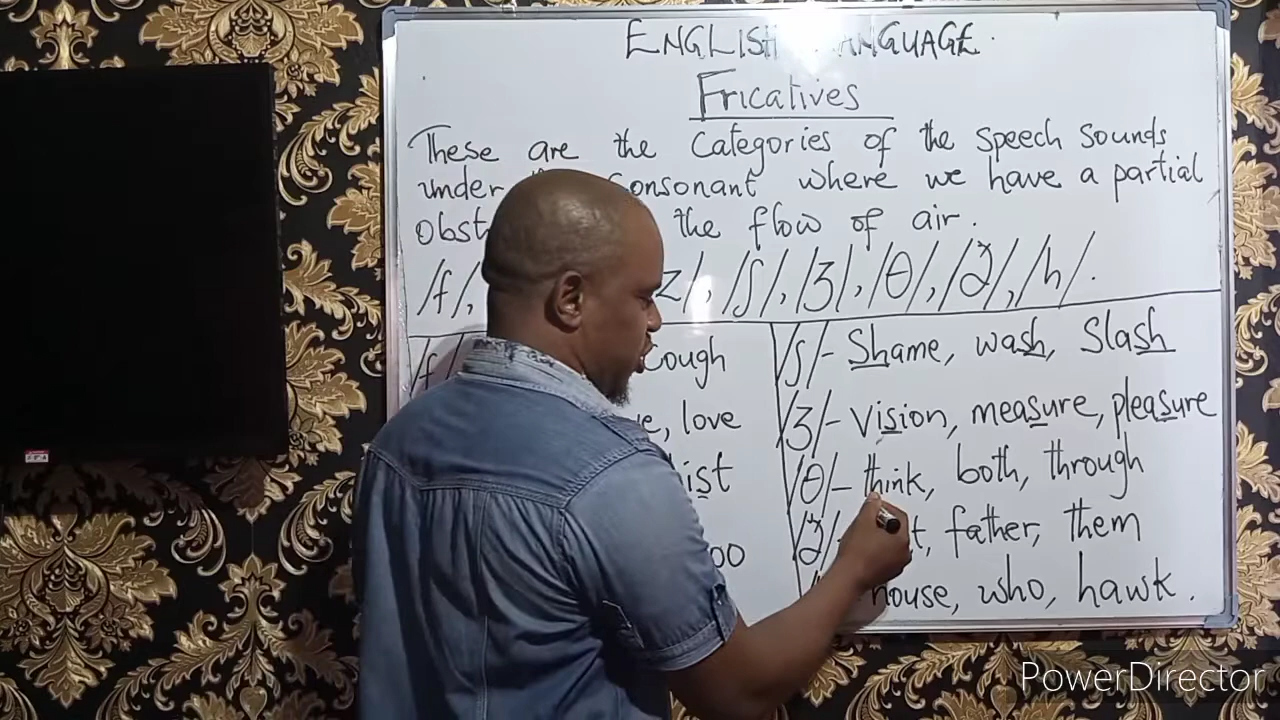 ENGLISH LANGUAGE.
Fricatives
These are the Categories of the speech sounds
under Consonant where we have a partial
the flow of air.
/f/, /ʃ/, /ʒ/, /θ/, /ð/, /h/.
cough
love
/ʃ/- Shame, wash, Slash
/ʒ/- vision, measure, pleasure
/θ/- think, both, through
/ð/- father, them
house, who, hawk.
PowerDirector